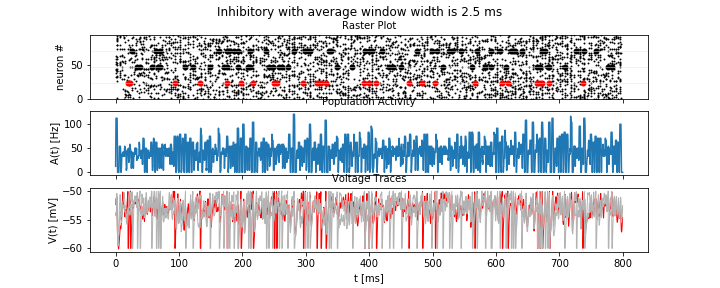 Inhibitory with average window width is 2.5 ms
Raster Plot
neuron #
50
0
Population Activity
A(t) [Hz]
100
50
0
Voltage Traces
V(t) [mV]
−50
−55
−60
0 100 200 300 400 500 600 700 800
t [ms]